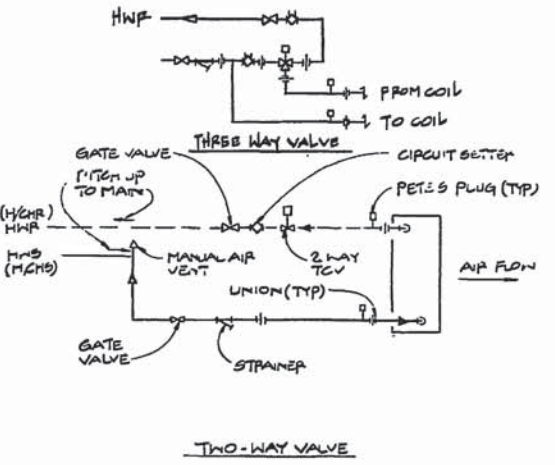 HWR
FROM COIL
TO COIL
THREE WAY VALVE
GATE VALVE
CIRCUIT SETTER
PITCH UP
TO MAIN
PETE'S PLUG (TYP)
(H/CHR)
HWR
HWS
(H/CHS)
MANUAL AIR
VENT
2 WAY
TCV
AIR FLOW
UNION (TYP)
GATE
VALVE
STRAINER
TWO-WAY VALVE